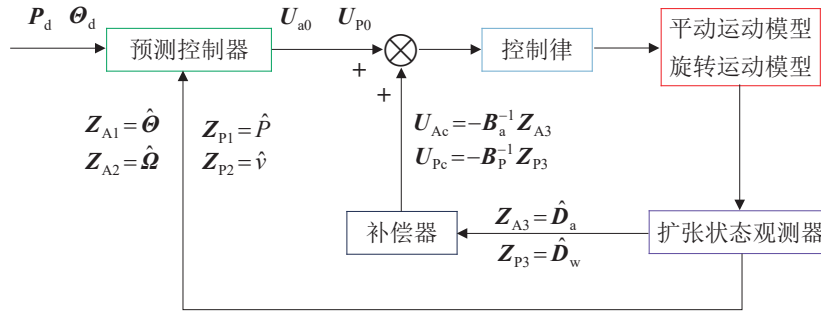 P_d Θ_d
预测控制器
U_a0 U_P0
+
+
控制律
平动运动模型
旋转运动模型
Z_A1=Θ̂
Z_A2=Ω̂
Z_P1=P̂
Z_P2=v̂
U_Ac=-B_a^-1 Z_A3
U_Pc=-B_P^-1 Z_P3
补偿器
Z_A3=D̂_a
Z_P3=D̂_w
扩张状态观测器